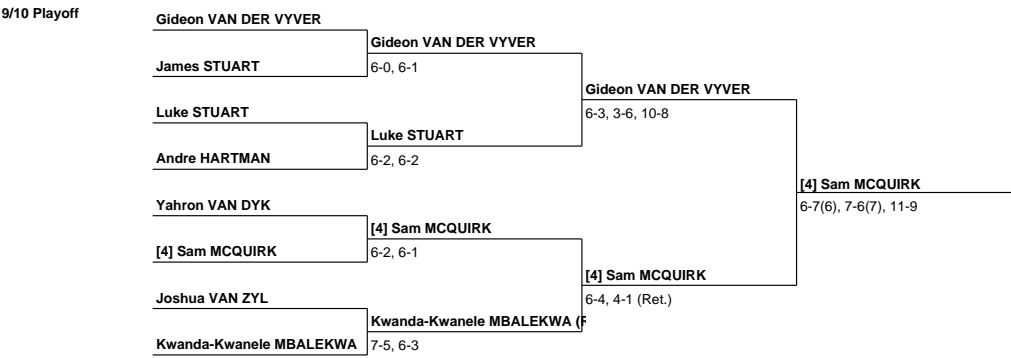 9/10 Playoff
Gideon VAN DER VYVER
Gideon VAN DER VYVER
James STUART
6-0, 6-1
Gideon VAN DER VYVER
Luke STUART
6-3, 3-6, 10-8
Luke STUART
Andre HARTMAN
6-2, 6-2
[4] Sam MCQUIRK
Yahron VAN DYK
6-7(6), 7-6(7), 11-9
[4] Sam MCQUIRK
[4] Sam MCQUIRK
6-2, 6-1
[4] Sam MCQUIRK
Joshua VAN ZYL
6-4, 4-1 (Ret.)
Kwanda-Kwanele MBALEKWA
Kwanda-Kwanele MBALEKWA
7-5, 6-3